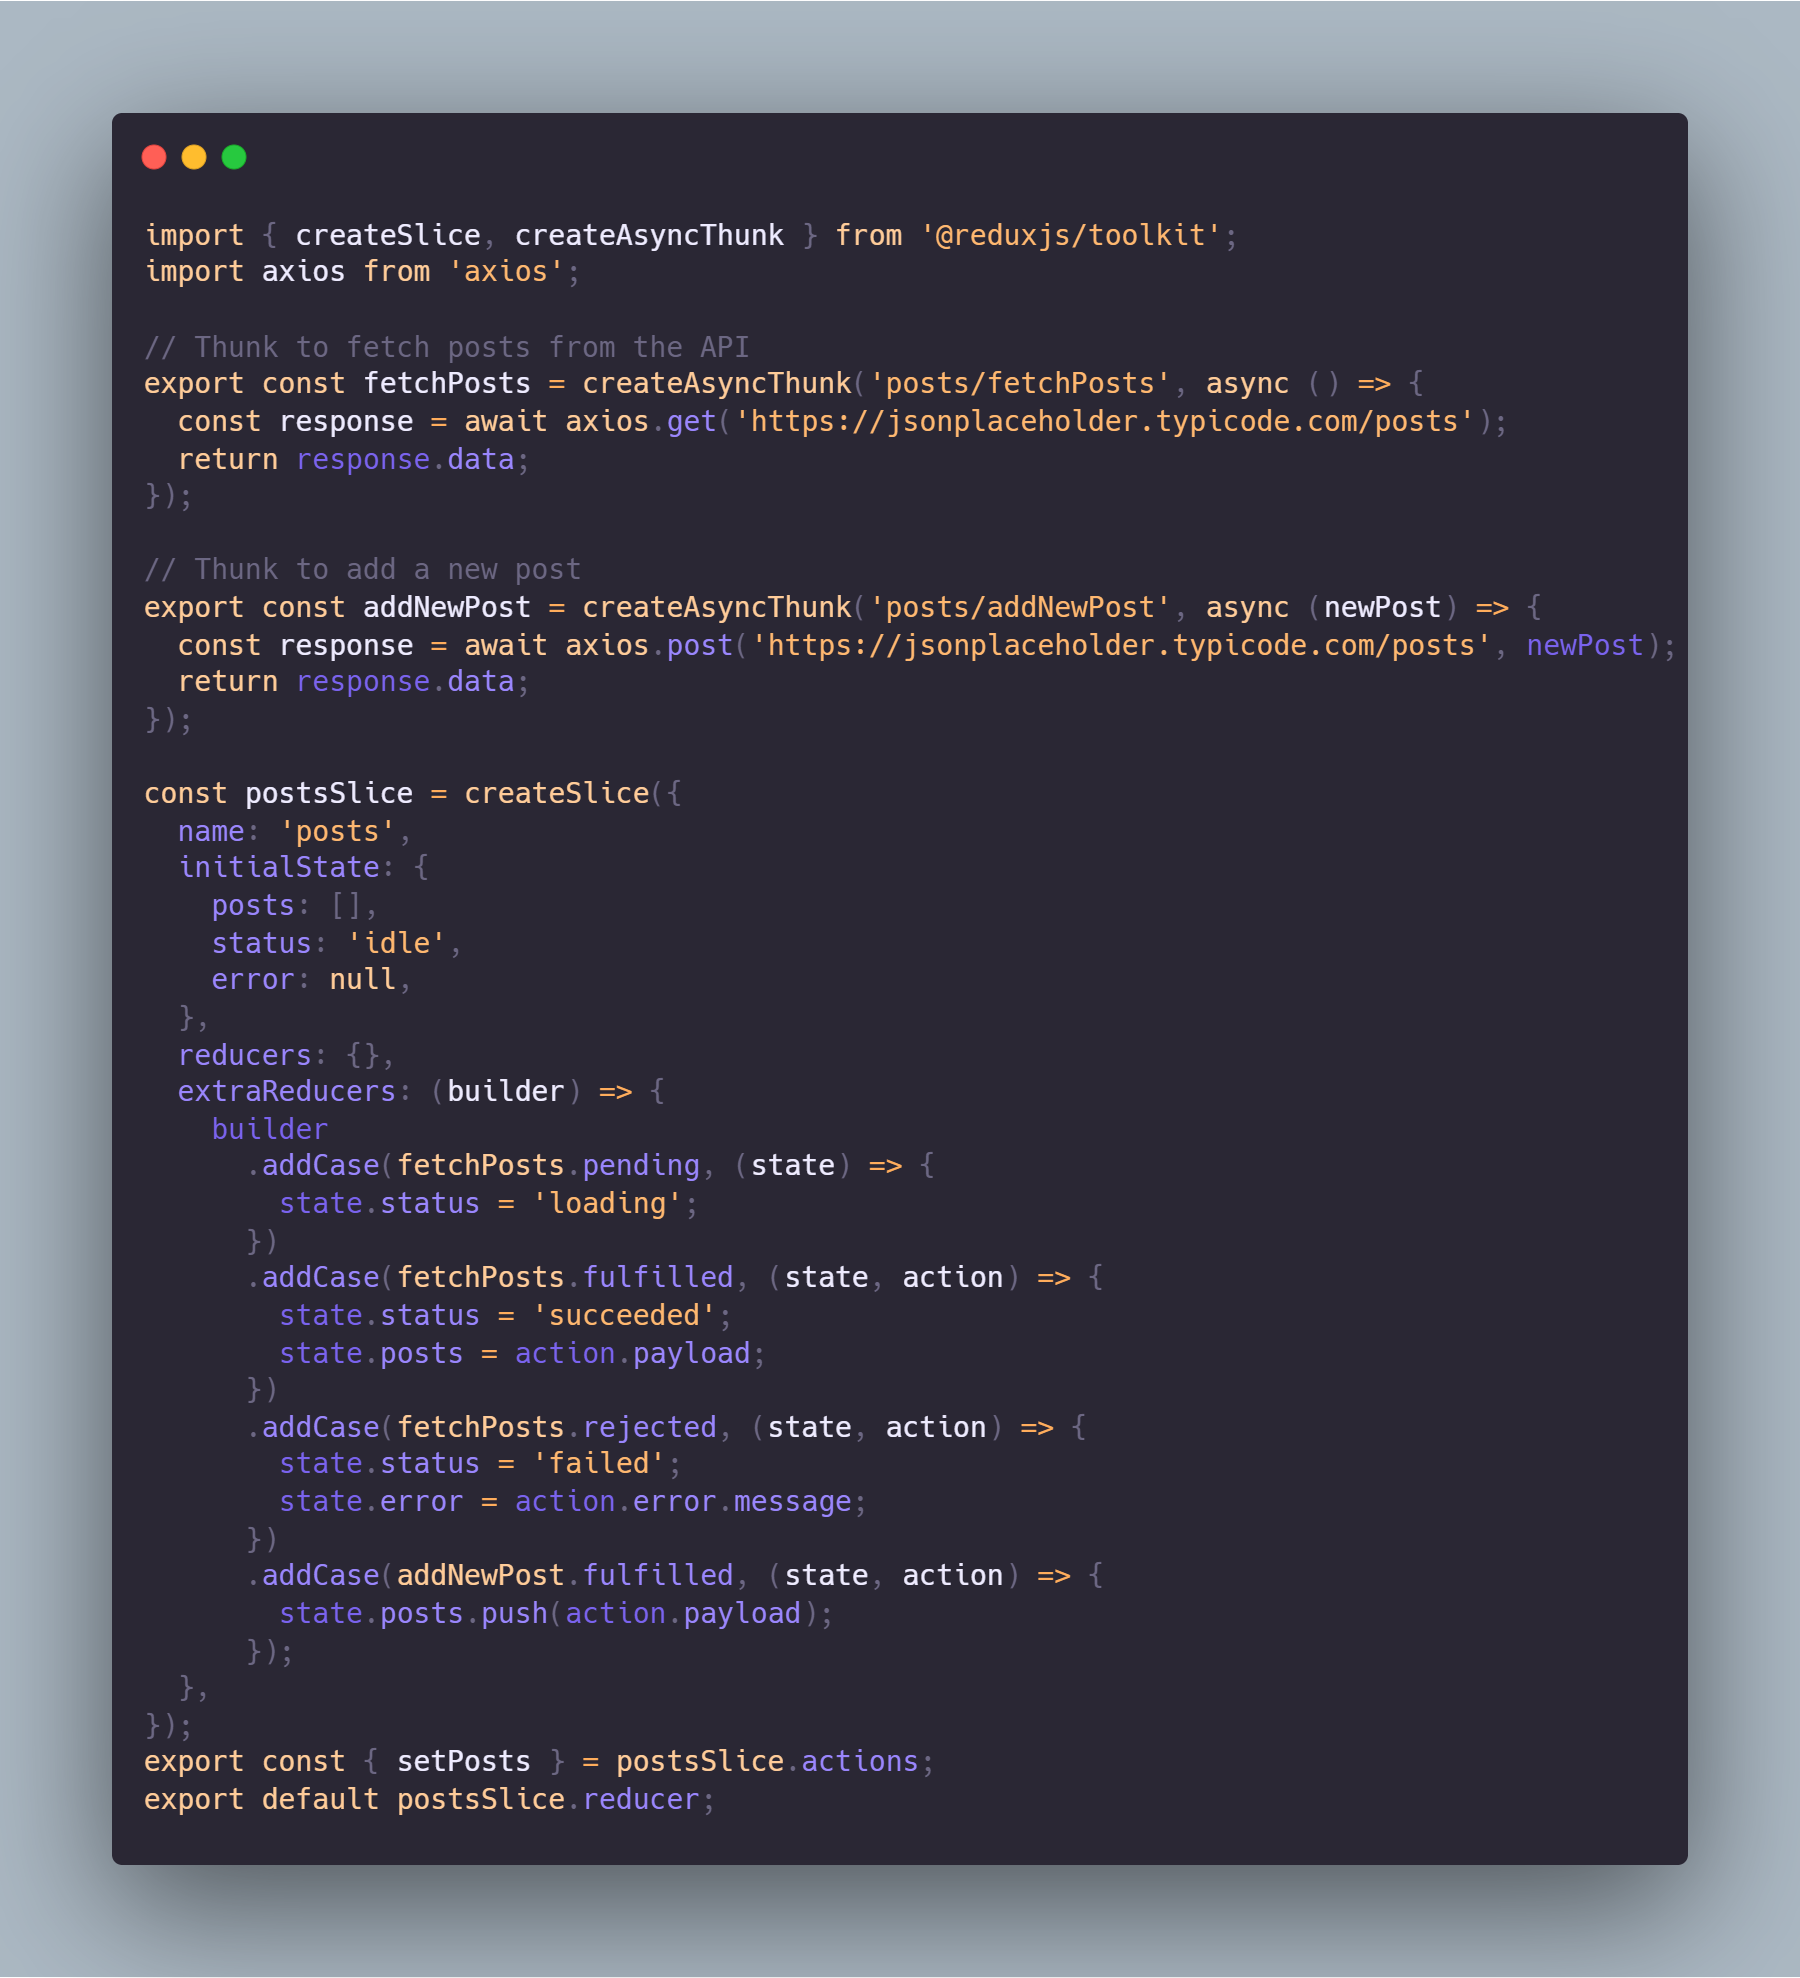 import { createSlice, createAsyncThunk } from '@reduxjs/toolkit';
import axios from 'axios';

// Thunk to fetch posts from the API
export const fetchPosts = createAsyncThunk('posts/fetchPosts', async () => {
  const response = await axios.get('https://jsonplaceholder.typicode.com/posts');
  return response.data;
});

// Thunk to add a new post
export const addNewPost = createAsyncThunk('posts/addNewPost', async (newPost) => {
  const response = await axios.post('https://jsonplaceholder.typicode.com/posts', newPost);
  return response.data;
});

const postsSlice = createSlice({
  name: 'posts',
  initialState: {
    posts: [],
    status: 'idle',
    error: null,
  },
  reducers: {},
  extraReducers: (builder) => {
    builder
      .addCase(fetchPosts.pending, (state) => {
        state.status = 'loading';
      })
      .addCase(fetchPosts.fulfilled, (state, action) => {
        state.status = 'succeeded';
        state.posts = action.payload;
      })
      .addCase(fetchPosts.rejected, (state, action) => {
        state.status = 'failed';
        state.error = action.error.message;
      })
      .addCase(addNewPost.fulfilled, (state, action) => {
        state.posts.push(action.payload);
      });
  },
});
export const { setPosts } = postsSlice.actions;
export default postsSlice.reducer;